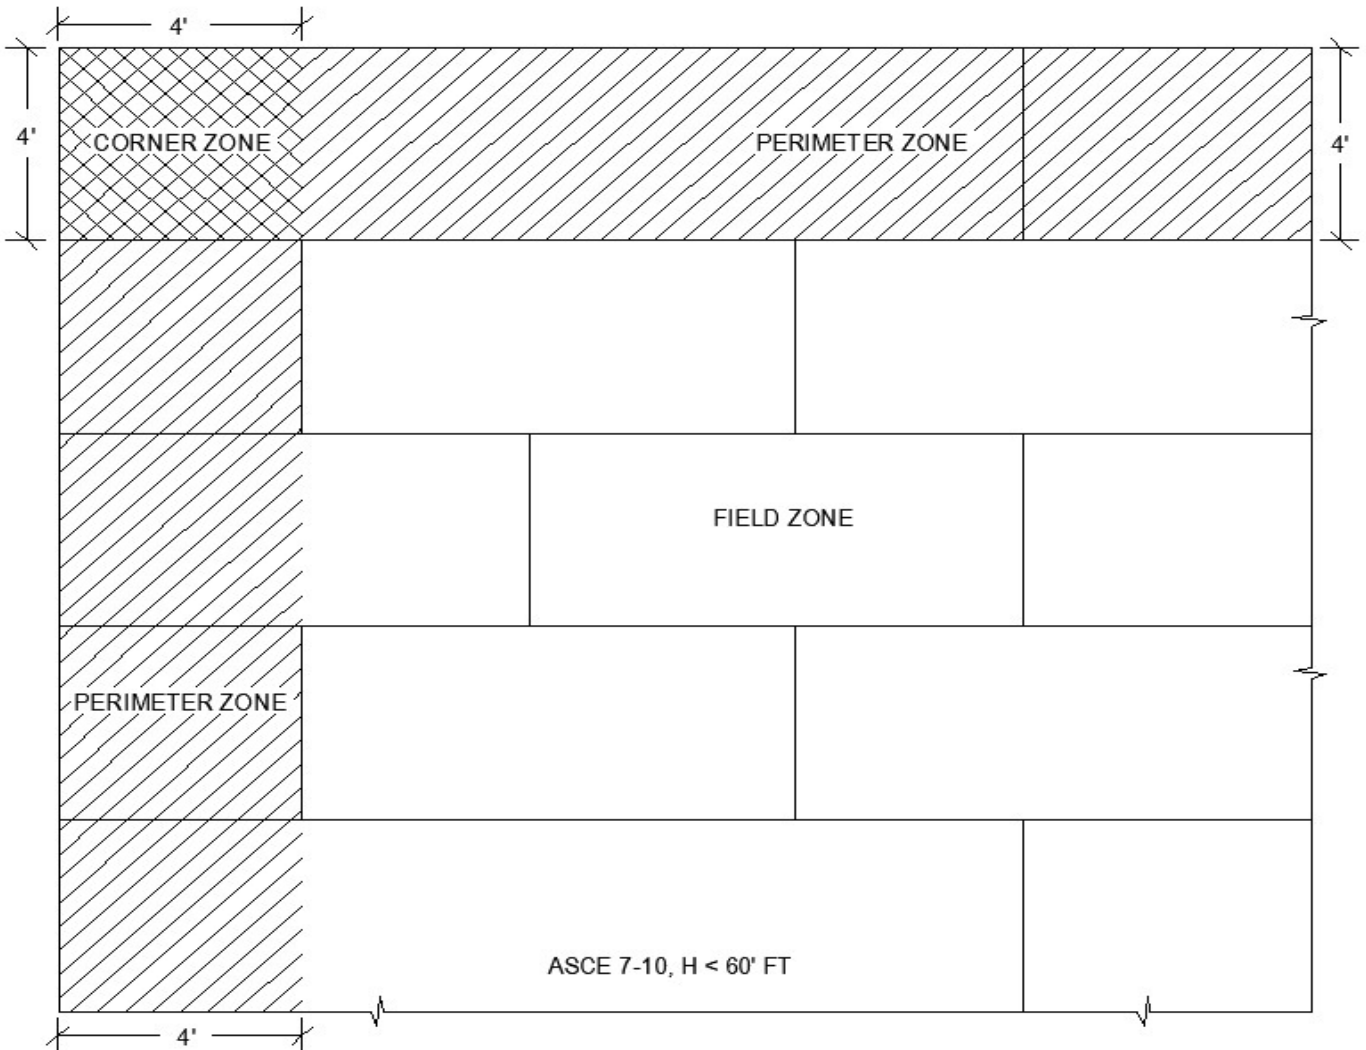 4'
4'
CORNER ZONE
PERIMETER ZONE
4'
FIELD ZONE
PERIMETER ZONE
ASCE 7-10, H < 60' FT
4'